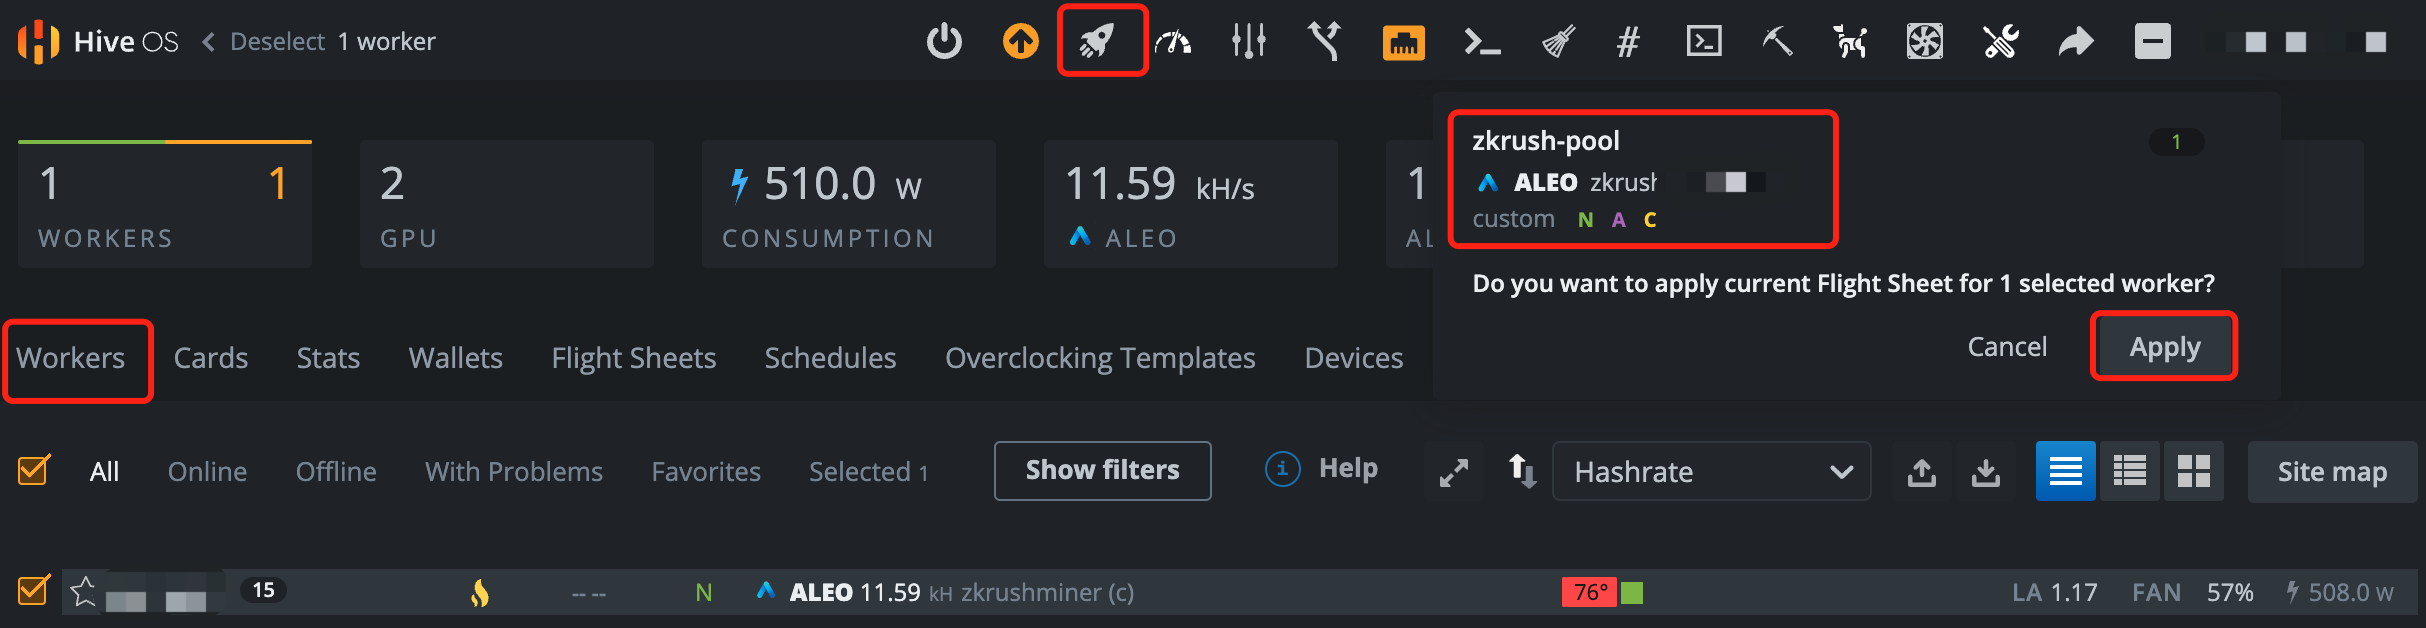 Hive OS Deselect 1 worker
1 1
WORKERS
2
GPU
510.0 W
CONSUMPTION
11.59 kH/s
ALEO
1
AL
zkrush-pool 1
ALEO zkrush
custom N A C
Do you want to apply current Flight Sheet for 1 selected worker?
Cancel Apply
Workers Cards Stats Wallets Flight Sheets Schedules Overclocking Templates Devices
All Online Offline With Problems Favorites Selected 1 Show filters Help Hashrate Site map
15 -- -- N ALEO 11.59 kH zkrushminer (c) 76° LA 1.17 FAN 57% 508.0 W